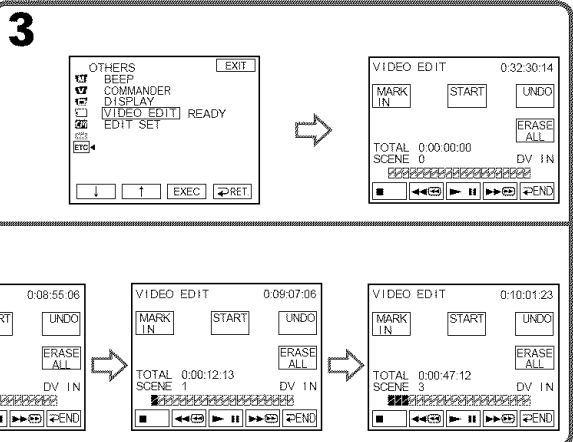 3
OTHERS EXIT
BEEP
COMMANDER
DISPLAY
VIDEO EDIT READY
EDIT SET
ETC
↓ ↑ EXEC RET.
VIDEO EDIT 0:32:30:14
MARK IN START UNDO
ERASE ALL
TOTAL 0:00:00:00
SCENE 0 DV IN
END
0:08:55:06
RT UNDO
ERASE ALL
DV IN
END
VIDEO EDIT 0:09:07:06
MARK IN START UNDO
ERASE ALL
TOTAL 0:00:12:13
SCENE 1 DV IN
END
VIDEO EDIT 0:10:01:23
MARK IN START UNDO
ERASE ALL
TOTAL 0:00:47:12
SCENE 3 DV IN
END